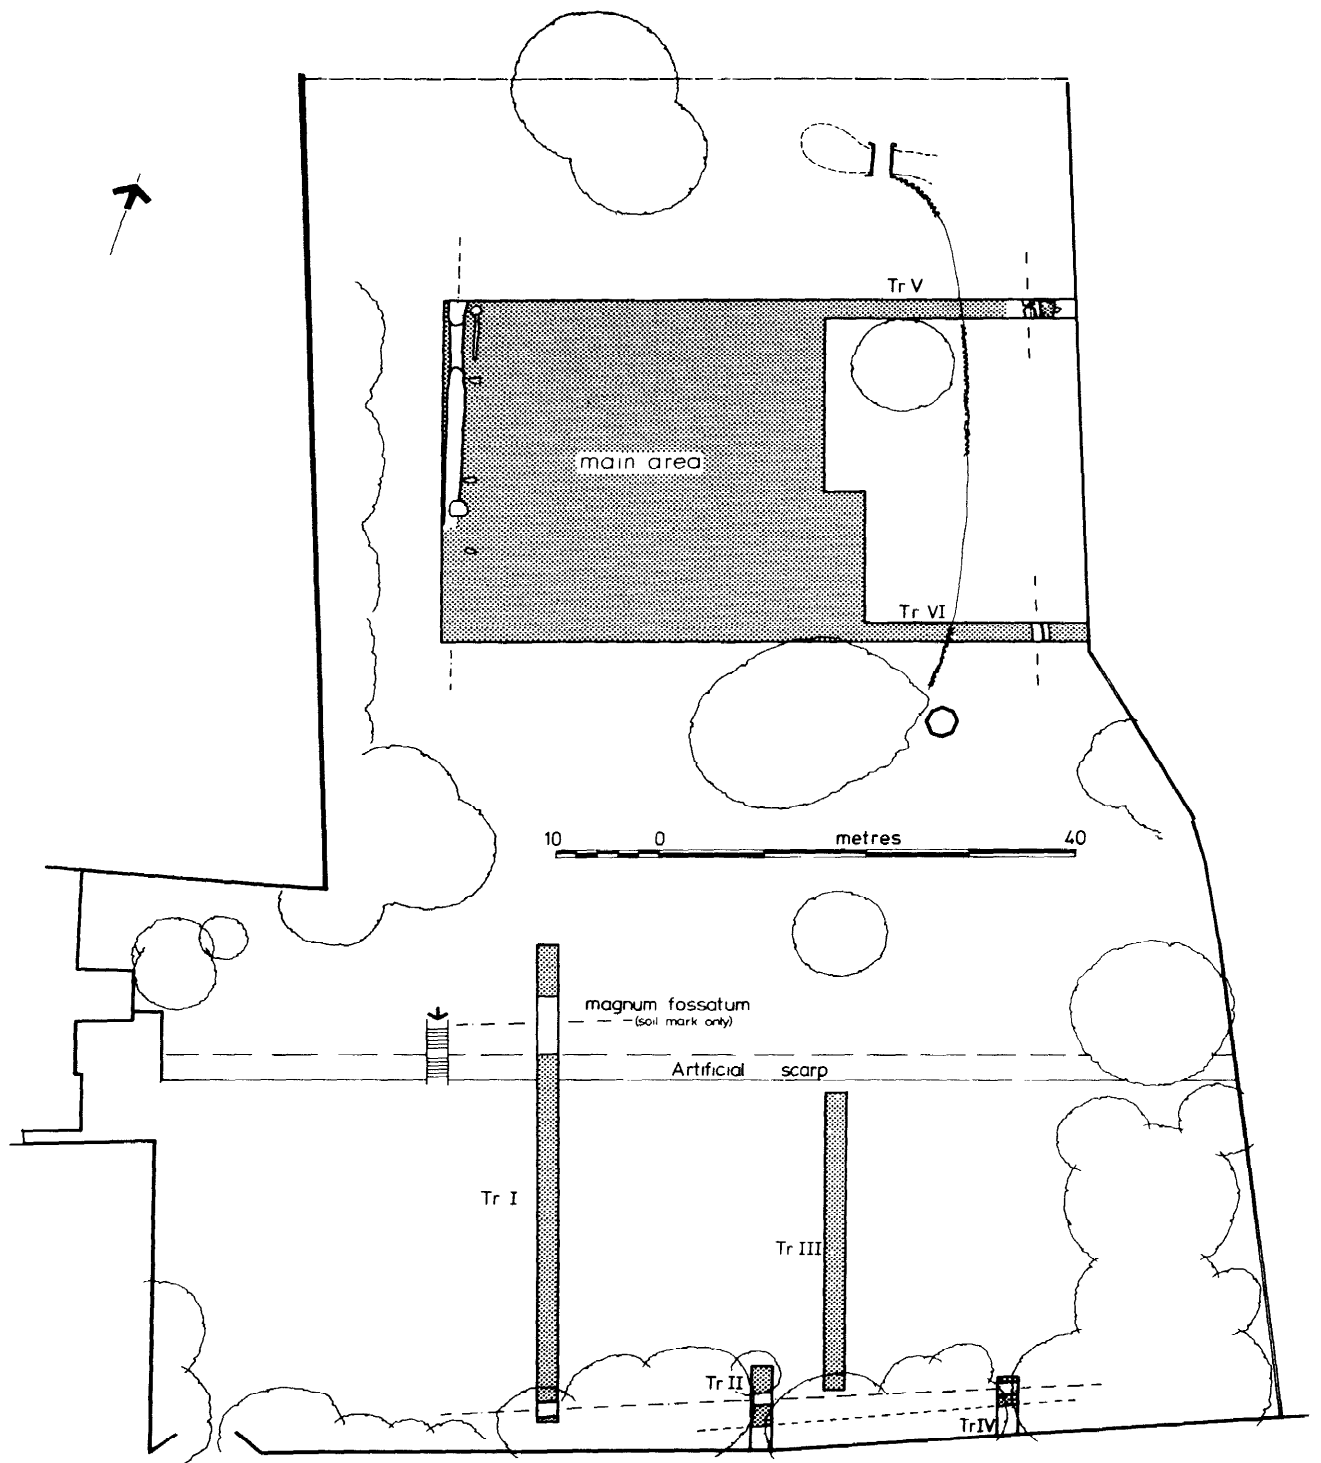 Tr V
main area
Tr VI
10 0 metres 40
magnum fossatum
(soil mark only)
Artificial scarp
Tr I
Tr III
Tr II
Tr IV